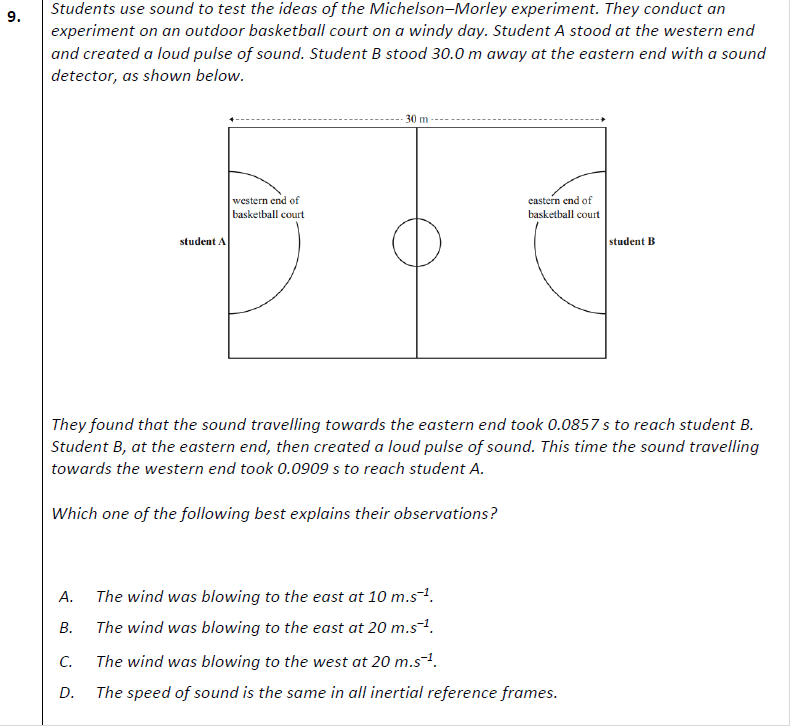 9.
Students use sound to test the ideas of the Michelson–Morley experiment. They conduct an
experiment on an outdoor basketball court on a windy day. Student A stood at the western end
and created a loud pulse of sound. Student B stood 30.0 m away at the eastern end with a sound
detector, as shown below.
30 m
western end of
basketball court
eastern end of
basketball court
student A
student B
They found that the sound travelling towards the eastern end took 0.0857 s to reach student B.
Student B, at the eastern end, then created a loud pulse of sound. This time the sound travelling
towards the western end took 0.0909 s to reach student A.
Which one of the following best explains their observations?
A. The wind was blowing to the east at 10 m.s⁻¹.
B. The wind was blowing to the east at 20 m.s⁻¹.
C. The wind was blowing to the west at 20 m.s⁻¹.
D. The speed of sound is the same in all inertial reference frames.